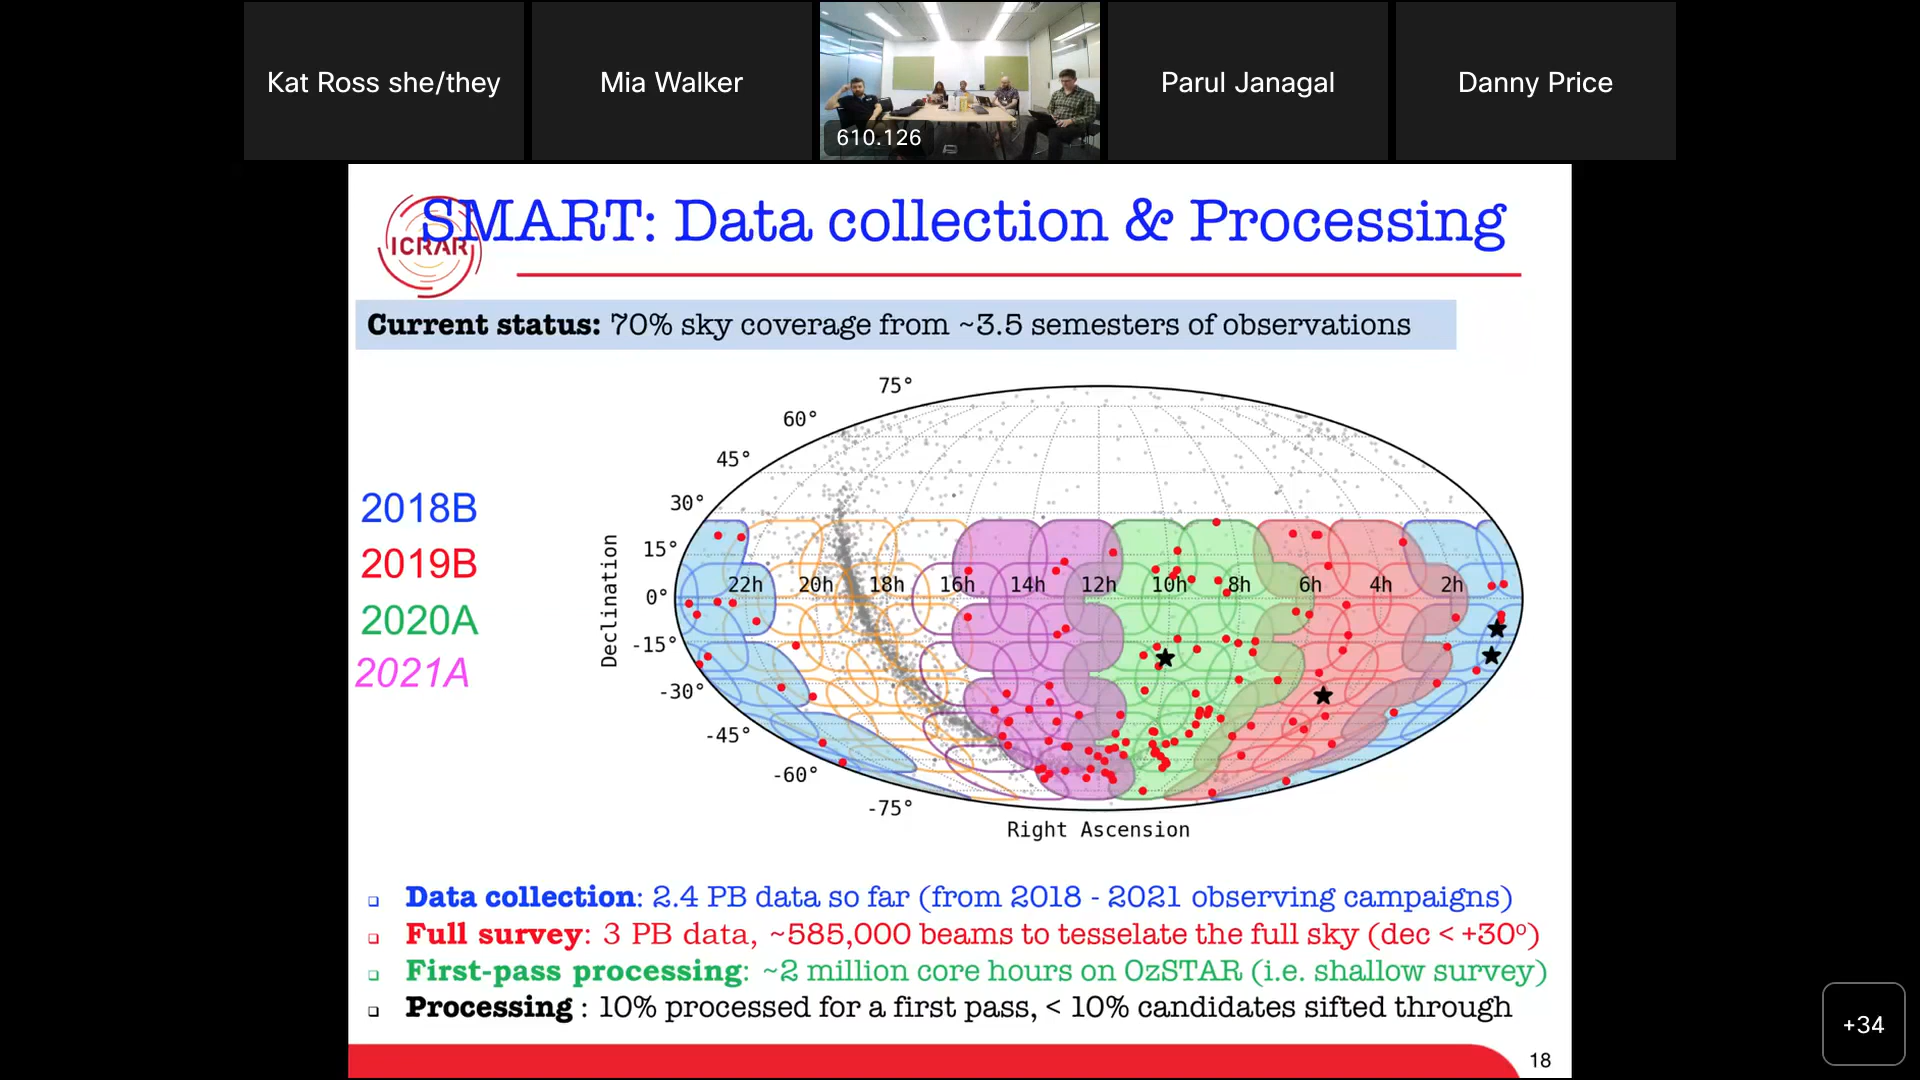 Kat Ross she/they
Mia Walker
610.126
Parul Janagal
Danny Price
ICRAR
SMART: Data collection & Processing
Current status: 70% sky coverage from ~3.5 semesters of observations
2018B
2019B
2020A
2021A
75°
60°
45°
30°
15°
0°
-15°
-30°
-45°
-60°
-75°
Declination
22h 20h 18h 16h 14h 12h 10h 8h 6h 4h 2h
Right Ascension
❑ Data collection: 2.4 PB data so far (from 2018 - 2021 observing campaigns)
❑ Full survey: 3 PB data, ~585,000 beams to tesselate the full sky (dec < +30º)
❑ First-pass processing: ~2 million core hours on OzSTAR (i.e. shallow survey)
❑ Processing : 10% processed for a first pass, < 10% candidates sifted through
18
+34